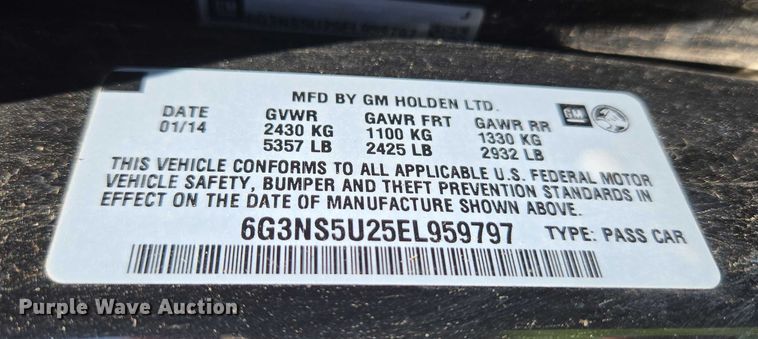 MFD BY GM HOLDEN LTD.
GM
DATE GVWR GAWR FRT GAWR RR
01/14 2430 KG 1100 KG 1330 KG
5357 LB 2425 LB 2932 LB
THIS VEHICLE CONFORMS TO ALL APPLICABLE U.S. FEDERAL MOTOR
VEHICLE SAFETY, BUMPER AND THEFT PREVENTION STANDARDS IN
EFFECT ON THE DATE OF MANUFACTURE SHOWN ABOVE.
6G3NS5U25EL959797 TYPE: PASS CAR
Purple Wave Auction